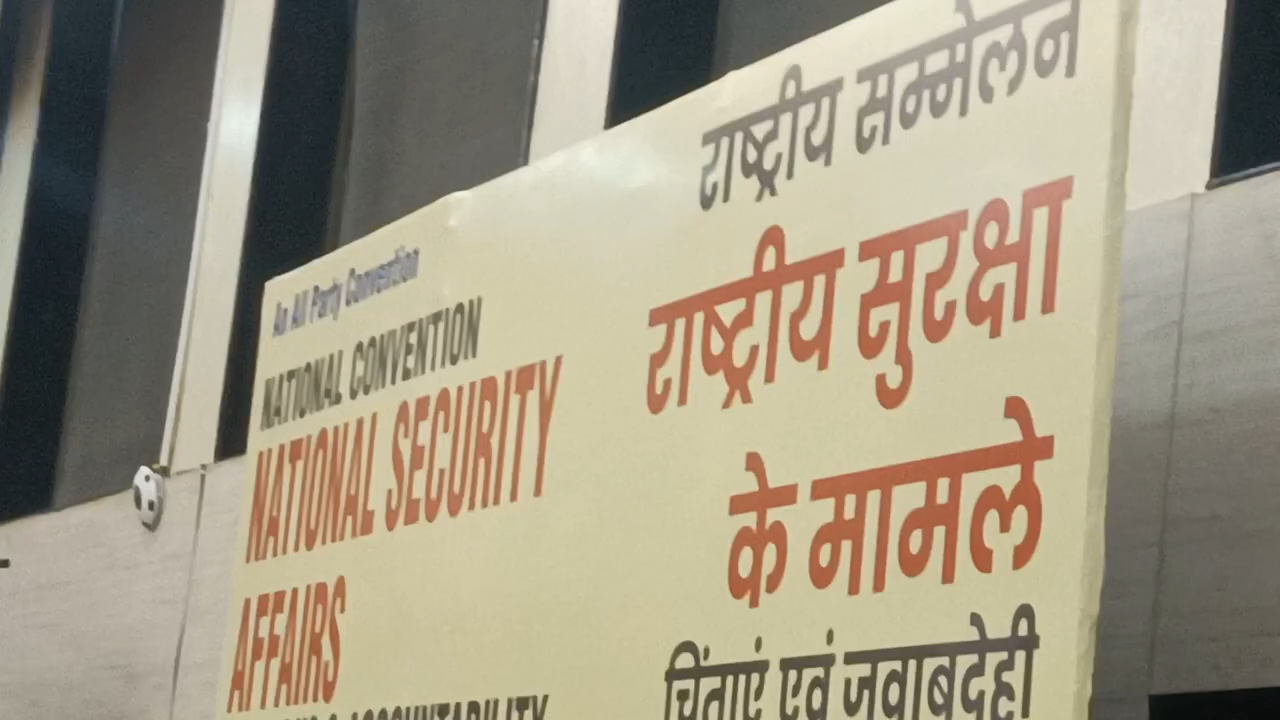 An All Party Convention
NATIONAL CONVENTION
NATIONAL SECURITY
AFFAIRS
& ACCOUNTABILITY
राष्ट्रीय सम्मेलन
राष्ट्रीय सुरक्षा
के मामले
चिंताएं एवं जवाबदेही